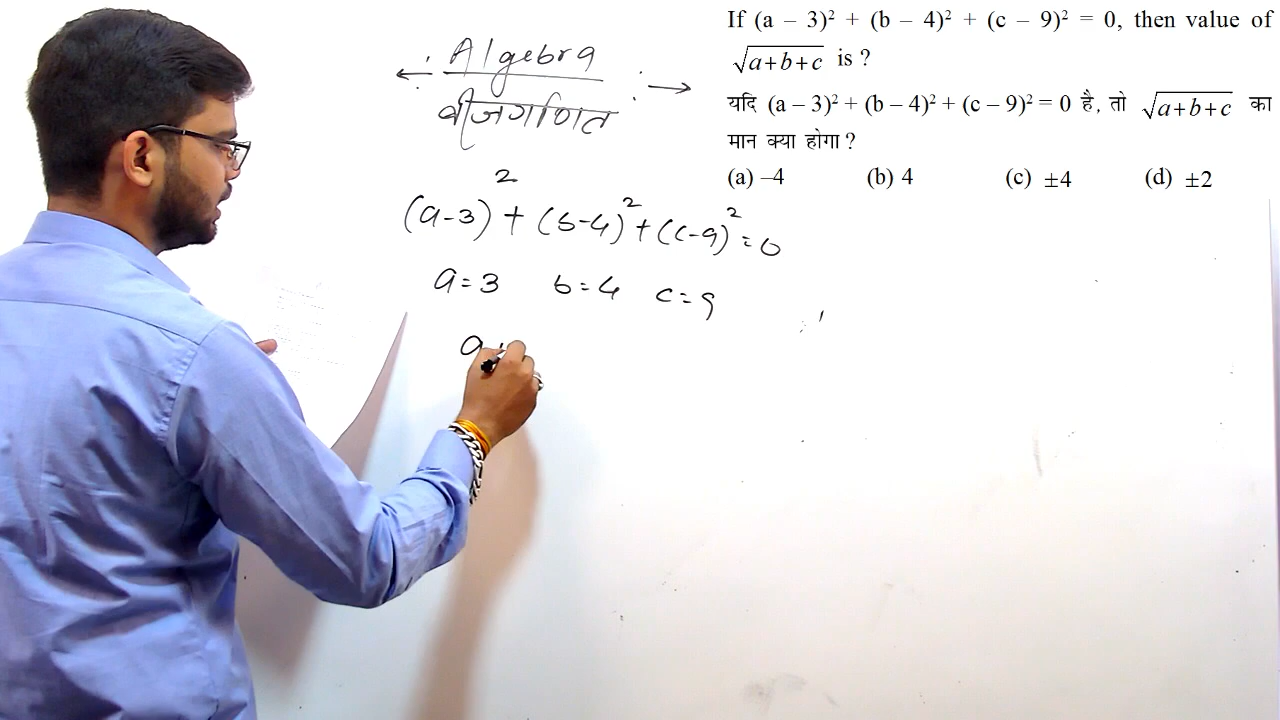 Algebra
बीजगणित
(a-3)² + (b-4)² + (c-9)² = 0
a=3 b=4 c=9
a
If (a – 3)² + (b – 4)² + (c – 9)² = 0, then value of
√a+b+c is ?
यदि (a – 3)² + (b – 4)² + (c – 9)² = 0 है, तो √a+b+c का
मान क्या होगा ?
(a) –4 (b) 4 (c) ±4 (d) ±2